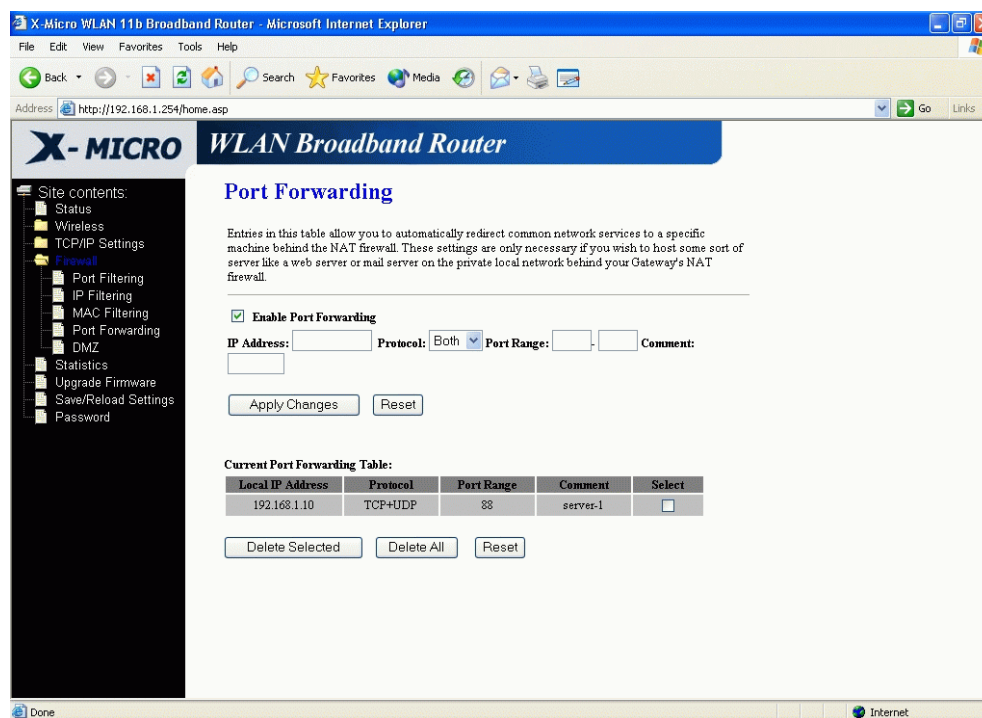 X-Micro WLAN 11b Broadband Router - Microsoft Internet Explorer
File Edit View Favorites Tools Help
Back Search Favorites Media
Address http://192.168.1.254/home.asp Go Links
X-MICRO
WLAN Broadband Router
Site contents:
Status
Wireless
TCP/IP Settings
Firewall
Port Filtering
IP Filtering
MAC Filtering
Port Forwarding
DMZ
Statistics
Upgrade Firmware
Save/Reload Settings
Password
Port Forwarding
Entries in this table allow you to automatically redirect common network services to a specific
machine behind the NAT firewall. These settings are only necessary if you wish to host some sort of
server like a web server or mail server on the private local network behind your Gateway's NAT
firewall.
Enable Port Forwarding
IP Address: Protocol: Both Port Range: - Comment:
Apply Changes Reset
Current Port Forwarding Table:
Local IP Address Protocol Port Range Comment Select
192.168.1.10 TCP+UDP 88 server-1
Delete Selected Delete All Reset
Done Internet